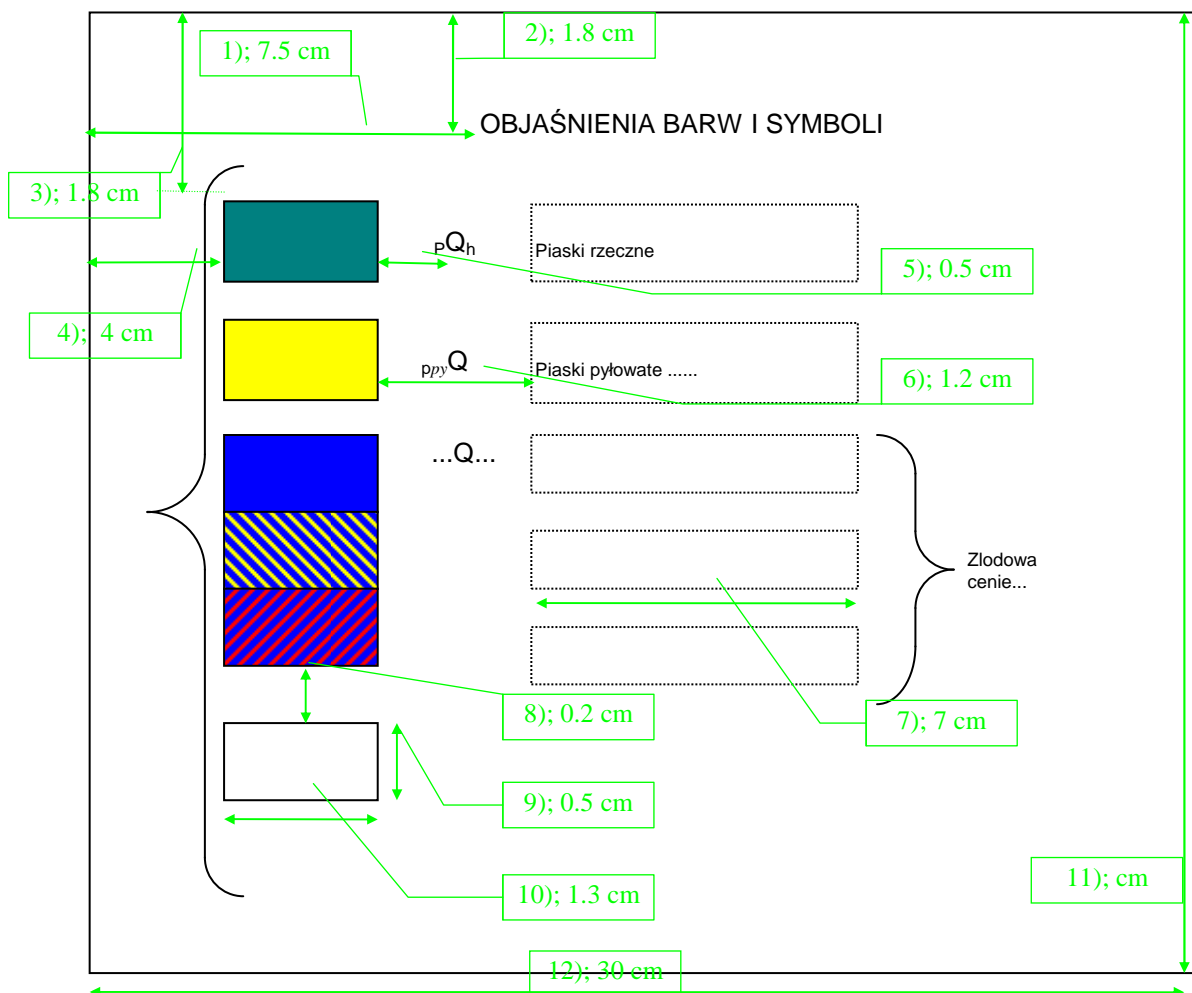 2); 1.8 cm
1); 7.5 cm
OBJAŚNIENIA BARW I SYMBOLI
3); 1.8 cm
PQh
Piaski rzeczne
5); 0.5 cm
4); 4 cm
ppyQ
Piaski pyłowate ......
6); 1.2 cm
...Q...
Zlodowa
cenie...
8); 0.2 cm
7); 7 cm
9); 0.5 cm
10); 1.3 cm
11); cm
12); 30 cm